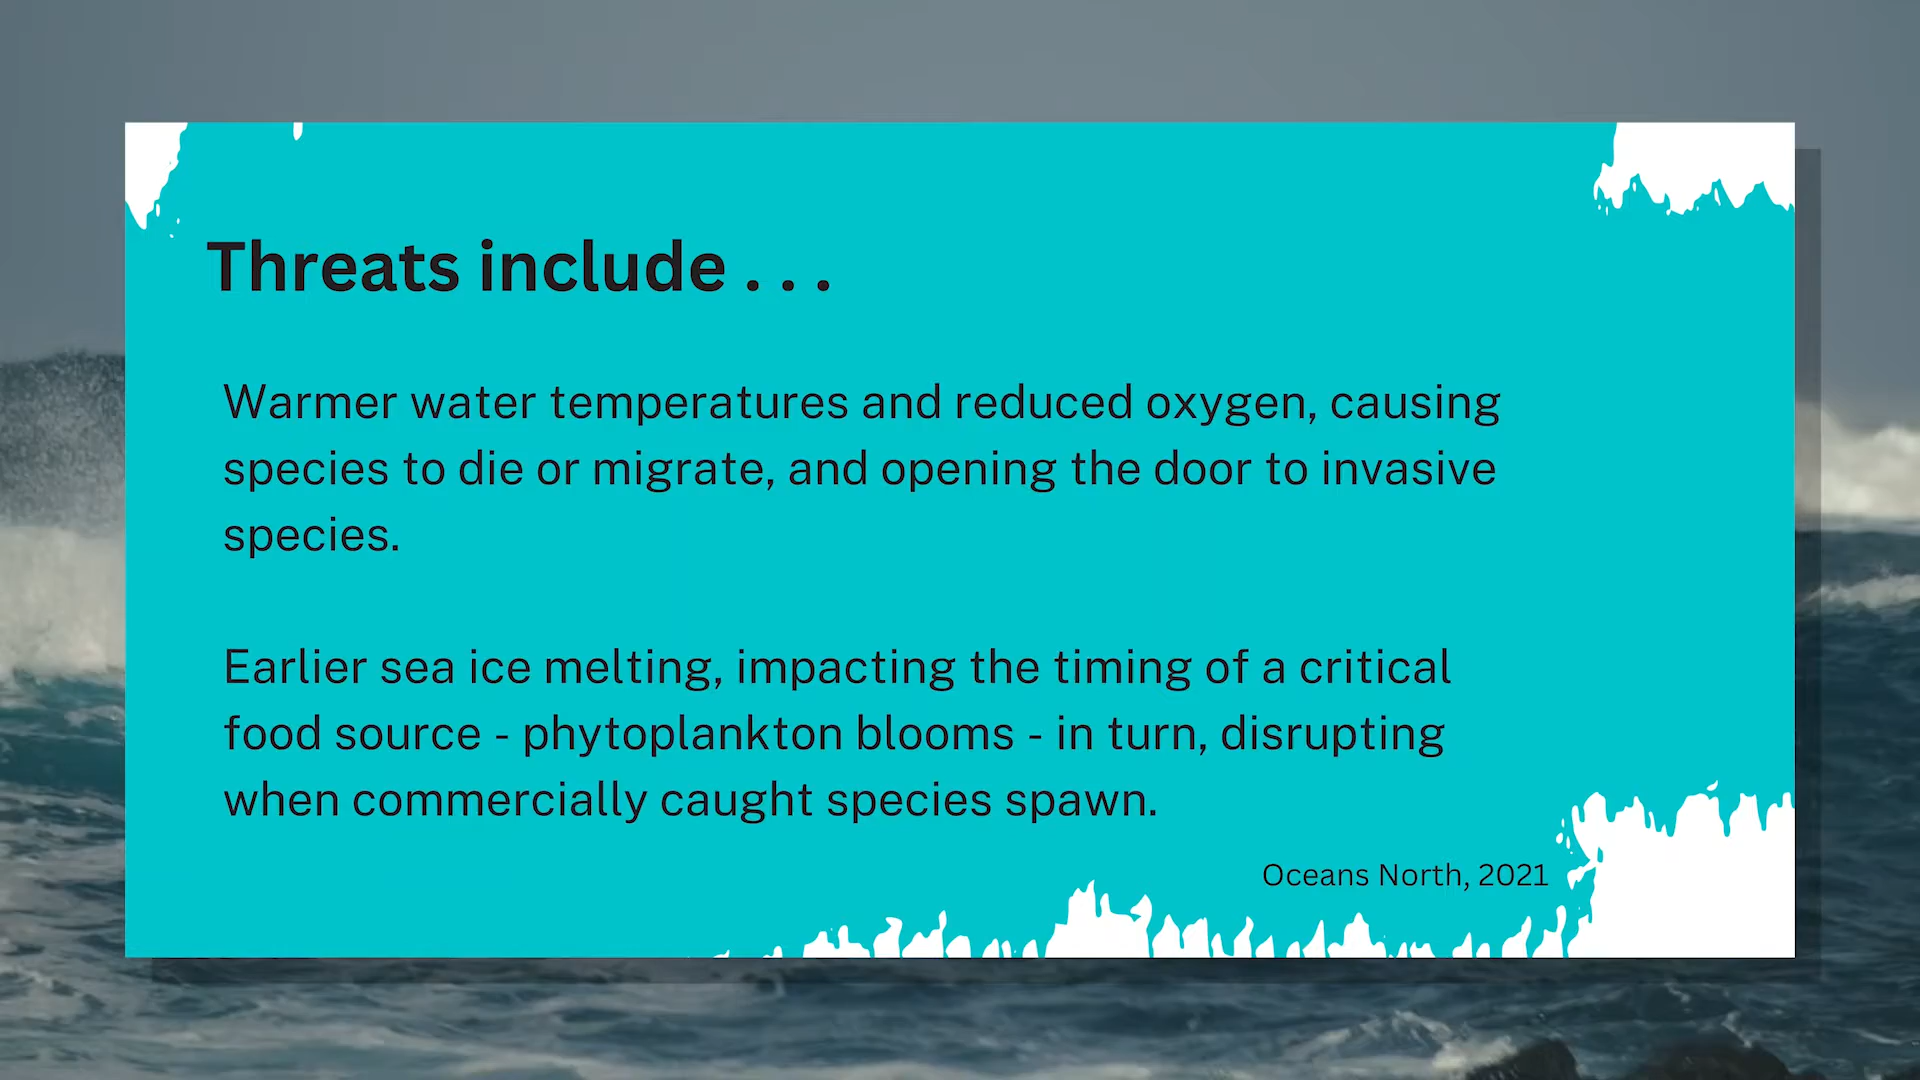 Threats include . . .
Warmer water temperatures and reduced oxygen, causing
species to die or migrate, and opening the door to invasive
species.
Earlier sea ice melting, impacting the timing of a critical
food source - phytoplankton blooms - in turn, disrupting
when commercially caught species spawn.
Oceans North, 2021